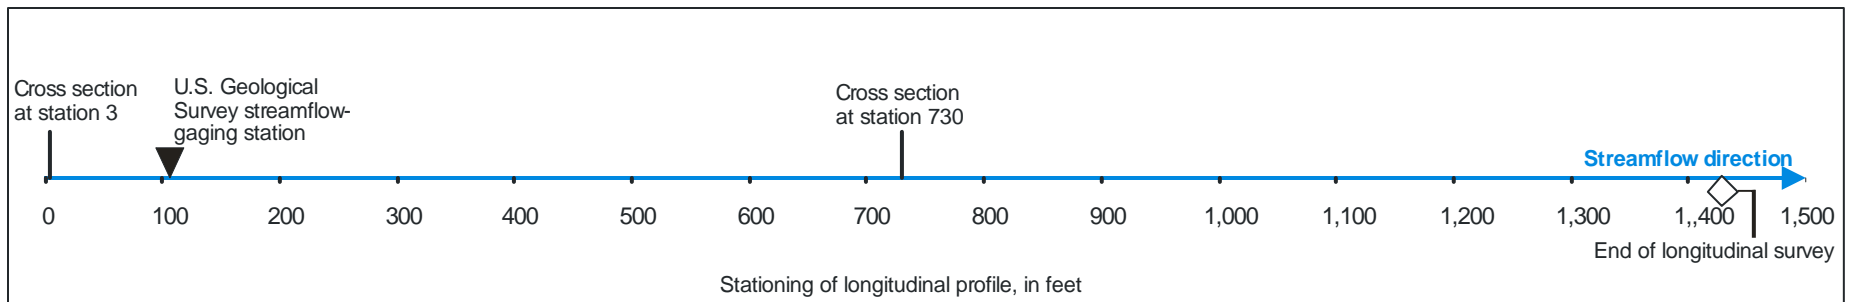 Cross section
at station 3
U.S. Geological
Survey streamflow-
gaging station
Cross section
at station 730
Streamflow direction
0 100 200 300 400 500 600 700 800 900 1,000 1,100 1,200 1,300 1,,400 1,500
End of longitudinal survey
Stationing of longitudinal profile, in feet